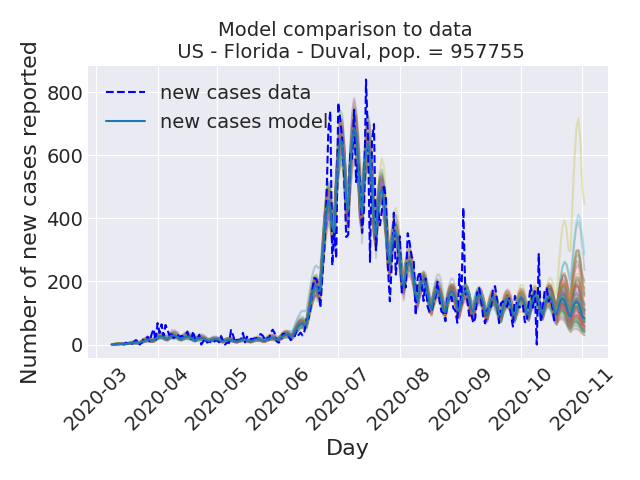 Model comparison to data
US - Florida - Duval, pop. = 957755
Number of new cases reported
800
600
400
200
0
new cases data
new cases model
2020-03
2020-04
2020-05
2020-06
2020-07
2020-08
2020-09
2020-10
2020-11
Day